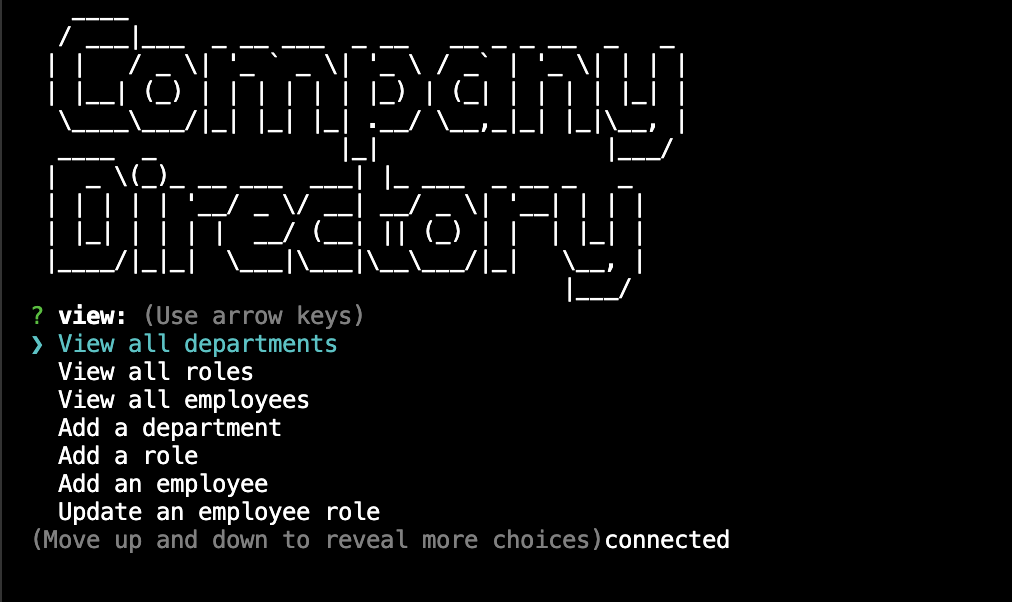 Company
Directory
? view: (Use arrow keys)
❯ View all departments
View all roles
View all employees
Add a department
Add a role
Add an employee
Update an employee role
(Move up and down to reveal more choices)connected